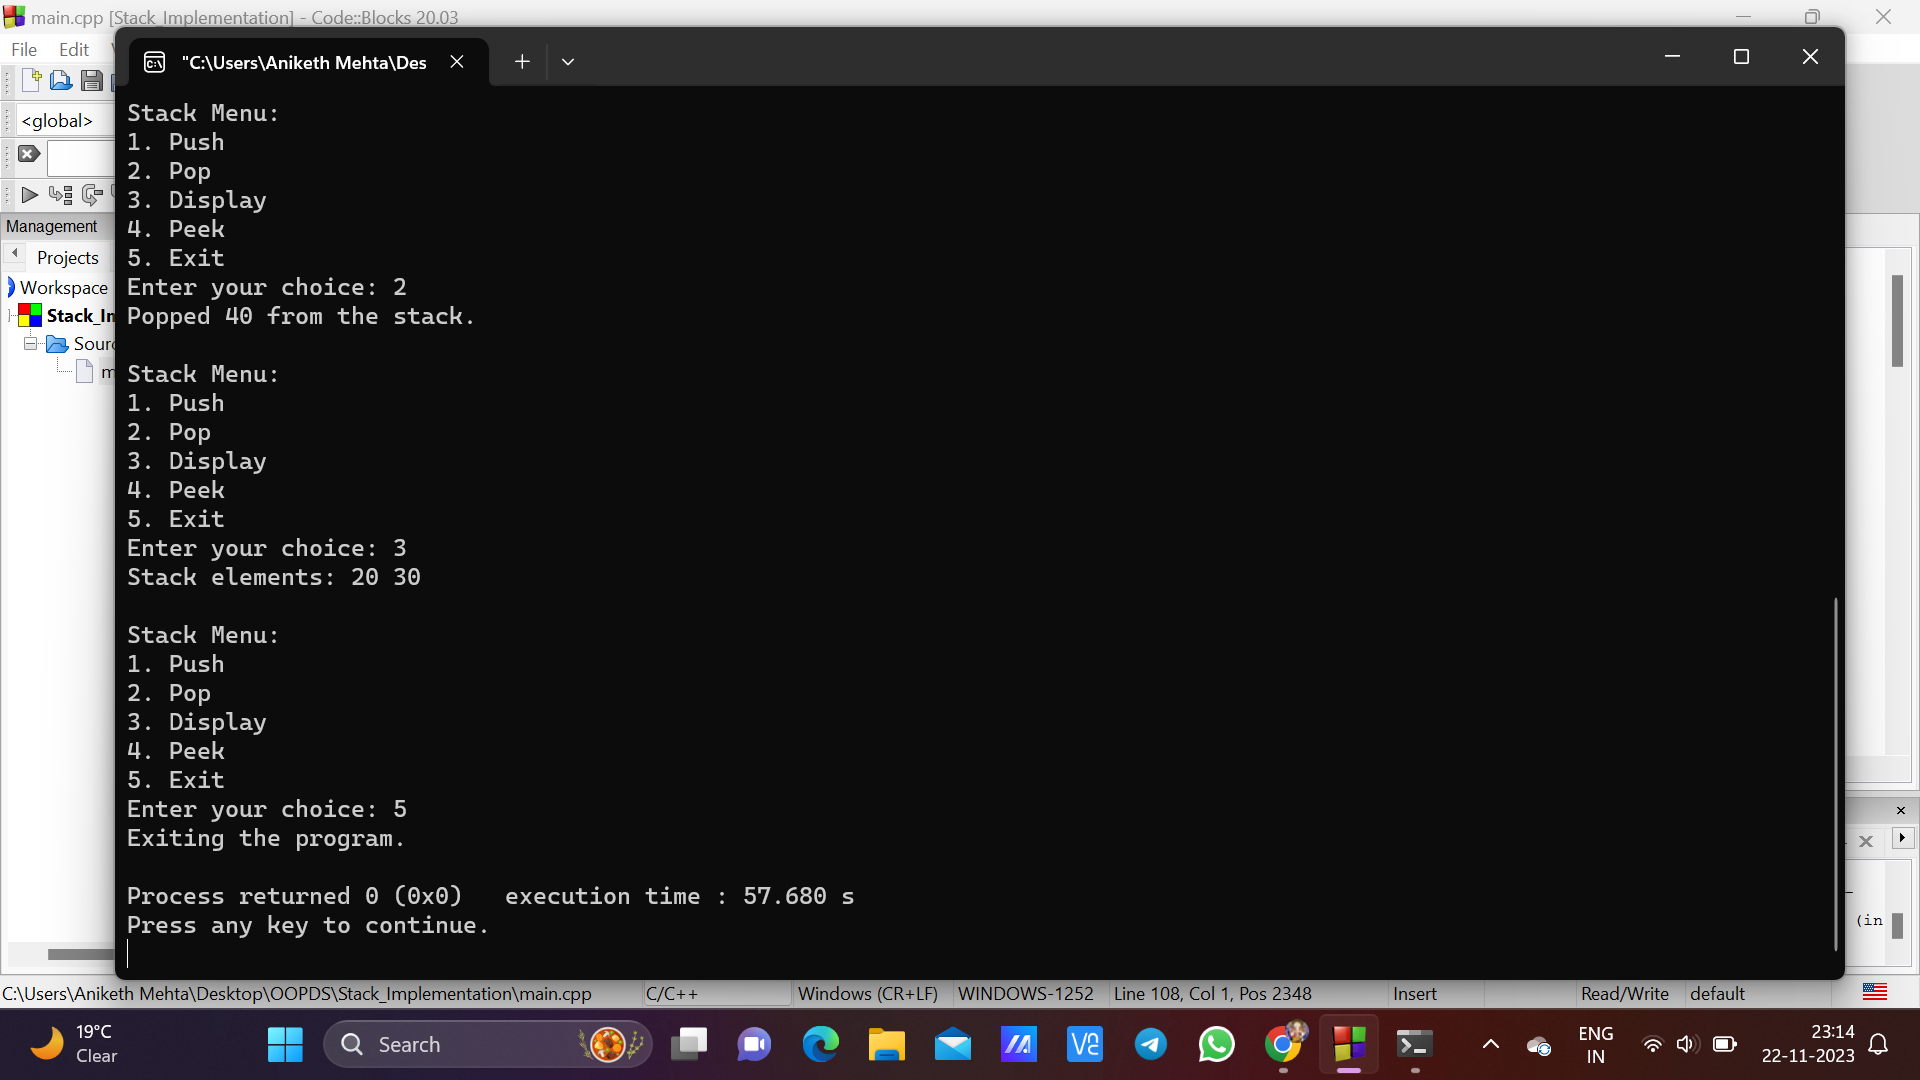 main.cpp [Stack_Implementation] - Code::Blocks 20.03
File Edit
"C:\Users\Aniketh Mehta\Des
<global>
Management
Projects
Workspace
Stack_In
Sour
m
Stack Menu:
1. Push
2. Pop
3. Display
4. Peek
5. Exit
Enter your choice: 2
Popped 40 from the stack.
Stack Menu:
1. Push
2. Pop
3. Display
4. Peek
5. Exit
Enter your choice: 3
Stack elements: 20 30
Stack Menu:
1. Push
2. Pop
3. Display
4. Peek
5. Exit
Enter your choice: 5
Exiting the program.
Process returned 0 (0x0)   execution time : 57.680 s
Press any key to continue.
(in
C:\Users\Aniketh Mehta\Desktop\OOPDS\Stack_Implementation\main.cpp C/C++ Windows (CR+LF) WINDOWS-1252 Line 108, Col 1, Pos 2348 Insert Read/Write default
19°C
Clear
Search
ENG
IN
23:14
22-11-2023